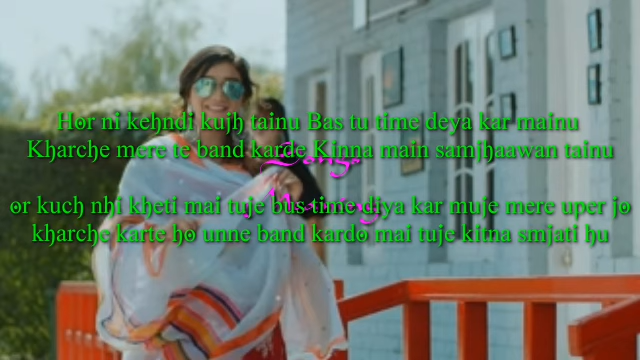 Hor ni kehndi kujh tainu Bas tu time deya kar mainu
Kharche mere te band karde Kinna main samjhaawan tainu
Songs
or kuch nhi kheti mai tuje bus time diya kar muje mere uper jo
kharche karte ho unne band kardo mai tuje kitna smjati hu